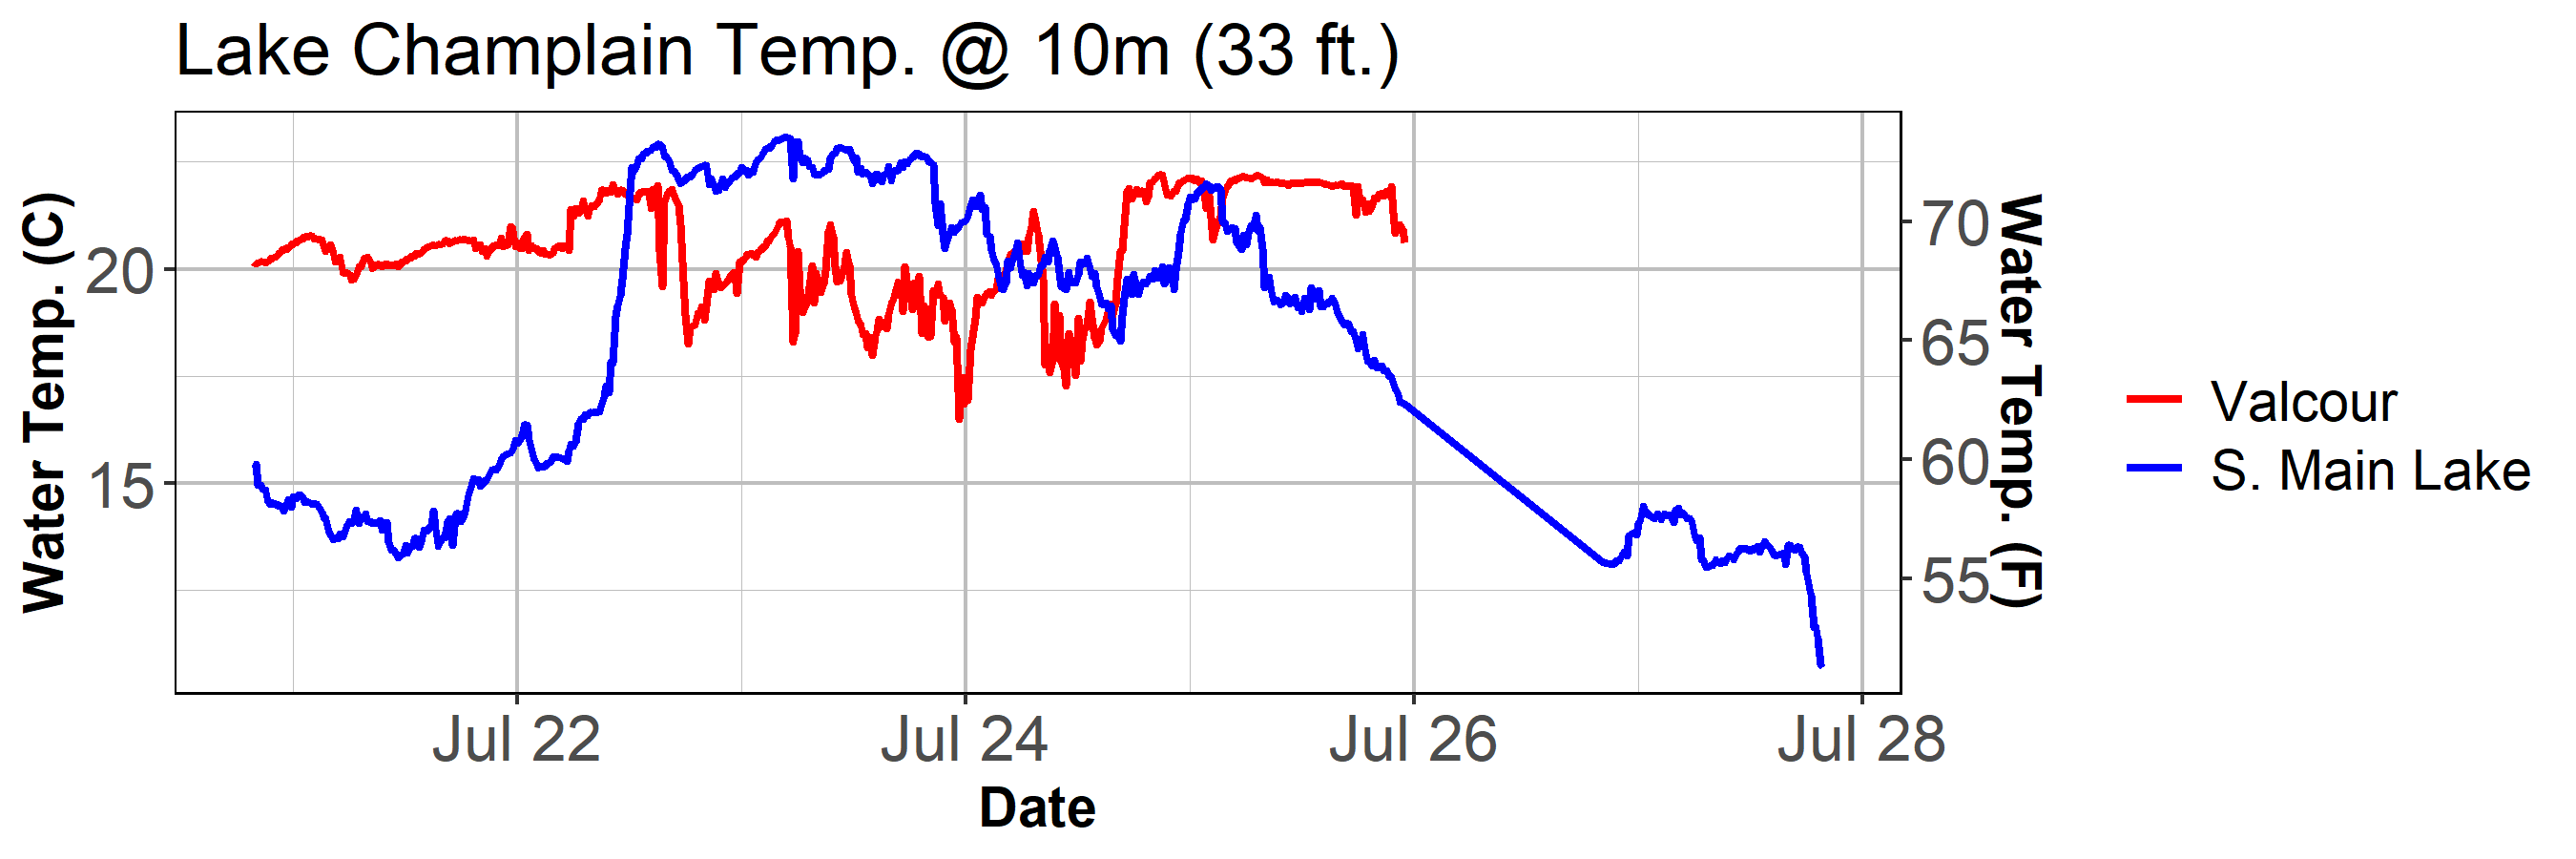 Lake Champlain Temp. @ 10m (33 ft.)
Water Temp. (C)
20
15
70
65
60
55
Water Temp. (F)
Jul 22
Jul 24
Jul 26
Jul 28
Date
Valcour
S. Main Lake